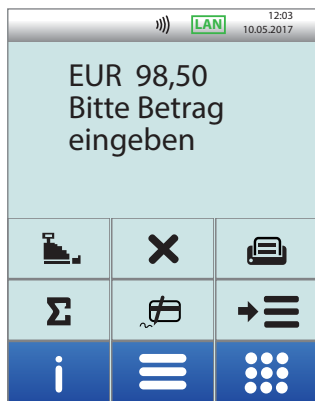 LAN
12:03
10.05.2017
EUR 98,50
Bitte Betrag
eingeben
Σ
i